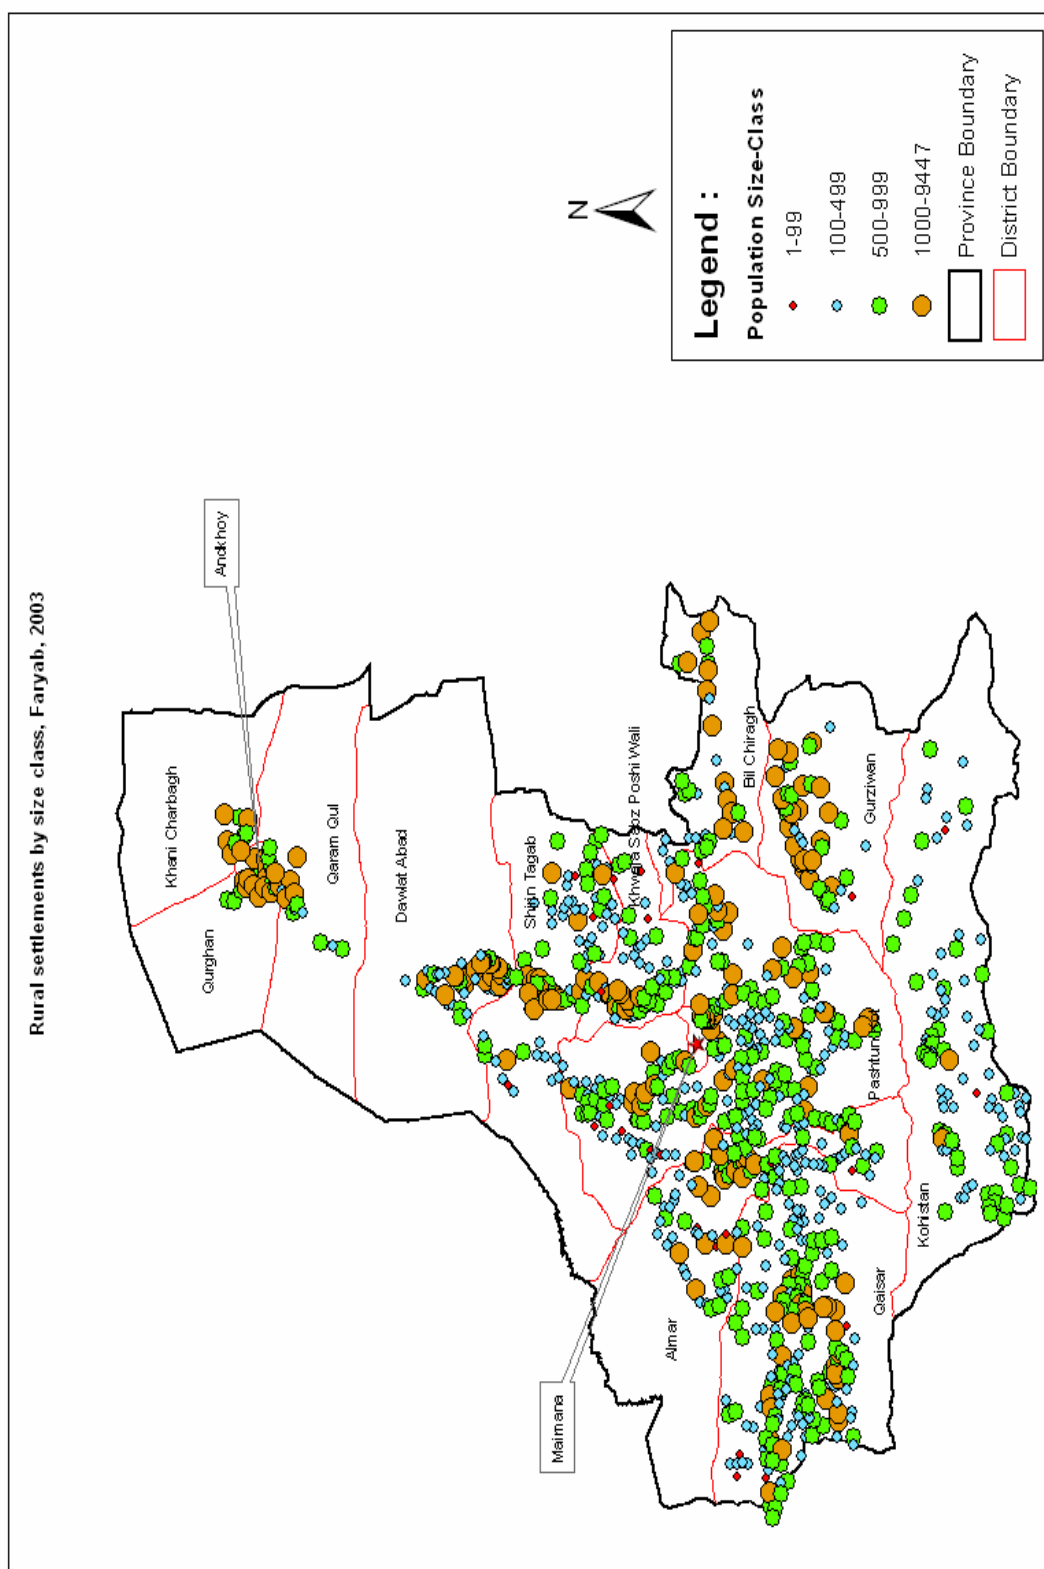 Rural settlements by size class, Faryab, 2003
Andkhoy
Khani Charbagh
Qurghan
Qaram Qul
Dawlat Abad
Shirin Tagab
Khwaja Sabz Poshi Wali
Maimana
Almar
Bil Chiragh
Pashtun Kot
Gurziwan
Qaisar
Kohistan
N
Legend :
Population Size-Class
1-99
100-499
500-999
1000-9447
Province Boundary
District Boundary